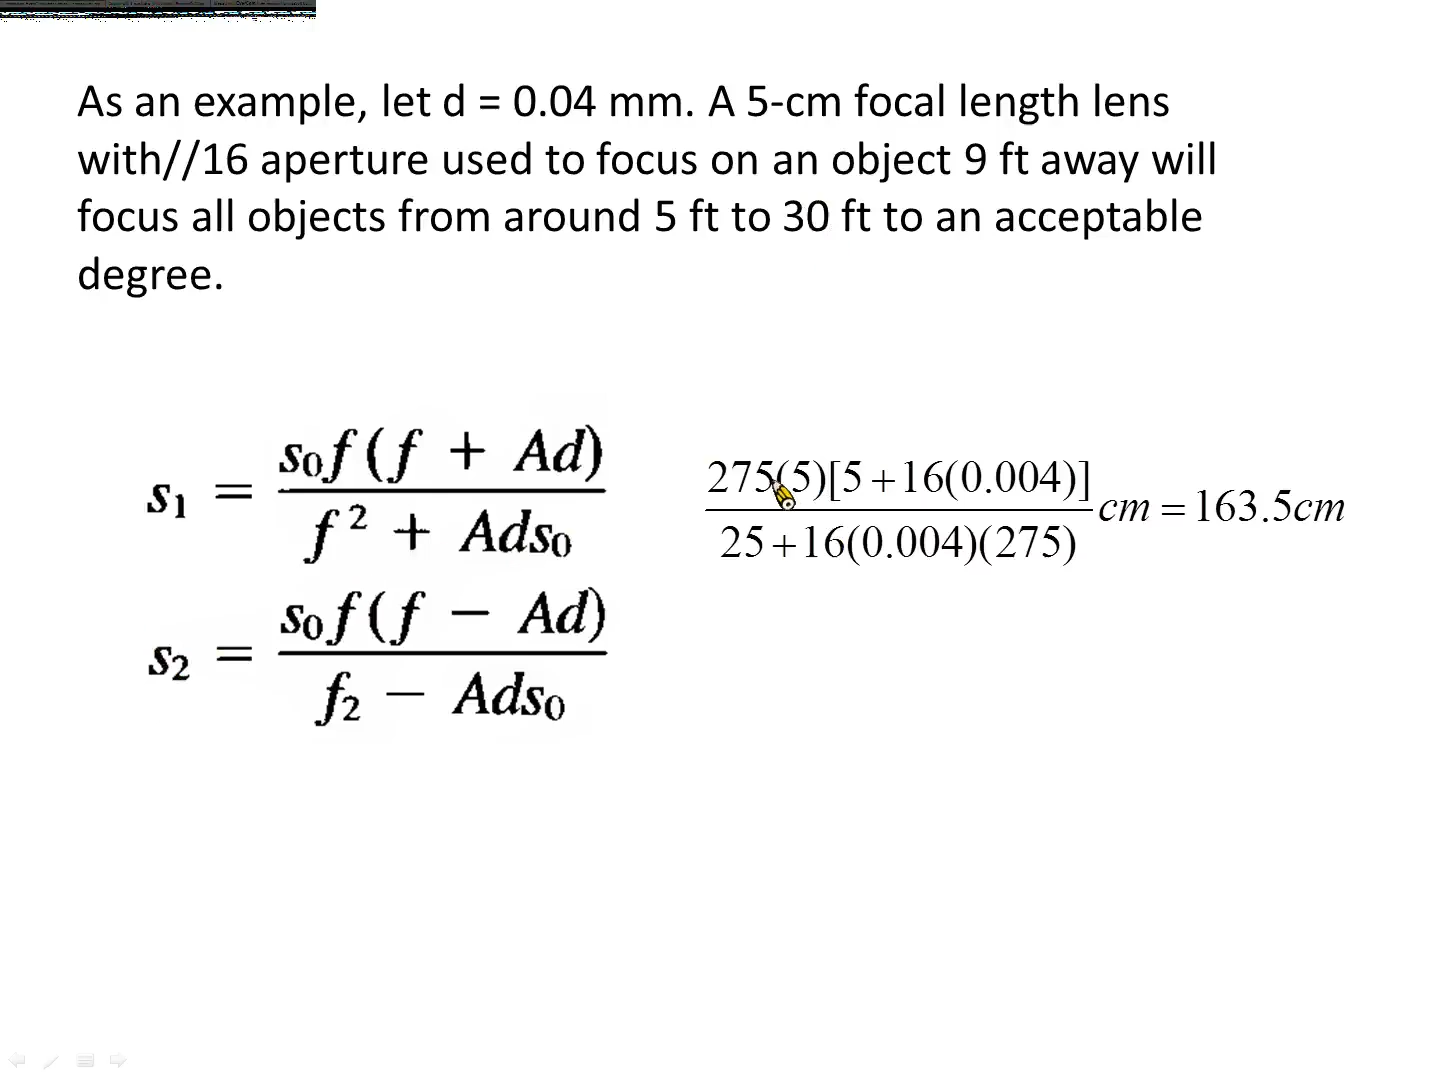 As an example, let d = 0.04 mm. A 5-cm focal length lens
with//16 aperture used to focus on an object 9 ft away will
focus all objects from around 5 ft to 30 ft to an acceptable
degree.
s₁ = s₀f(f + Ad) / f² + Ads₀
275(5)[5+16(0.004)] / 25+16(0.004)(275) cm = 163.5cm
s₂ = s₀f(f − Ad) / f₂ − Ads₀